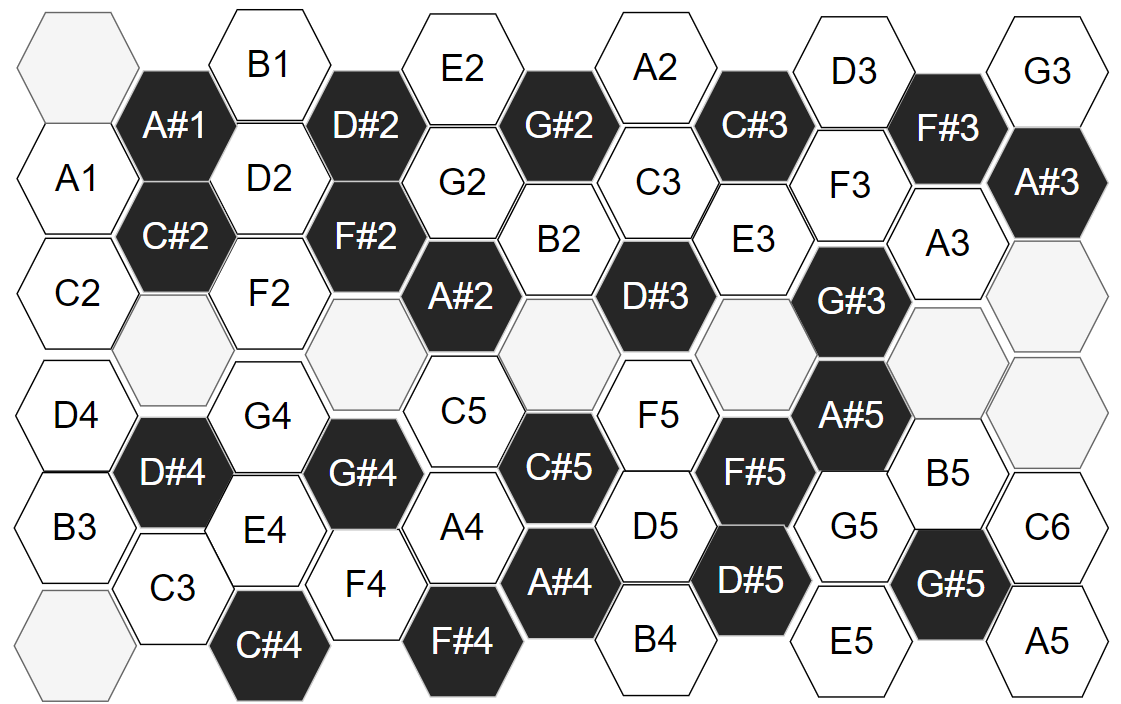 B1 E2 A2 D3 G3
A#1 D#2 G#2 C#3 F#3
A1 D2 G2 C3 F3 A#3
C#2 F#2 B2 E3 A3
C2 F2 A#2 D#3 G#3
D4 G4 C5 F5 A#5
D#4 G#4 C#5 F#5 B5
B3 E4 A4 D5 G5 C6
C3 F4 A#4 D#5 G#5
C#4 F#4 B4 E5 A5